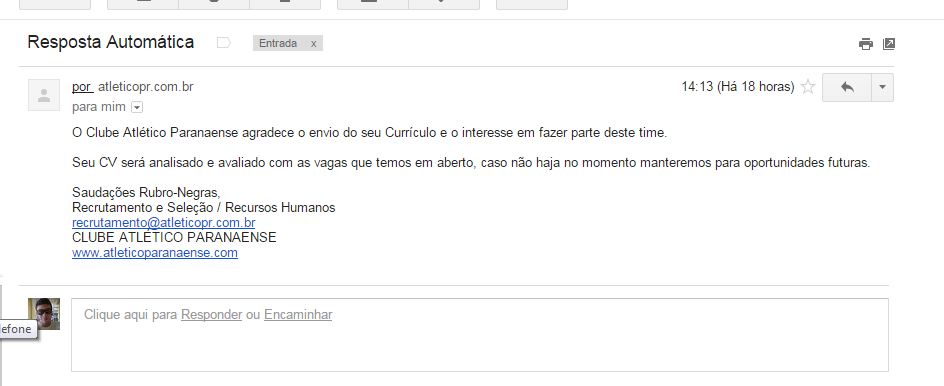 Resposta Automática
Entrada x
por atleticopr.com.br
14:13 (Há 18 horas)
para mim
O Clube Atlético Paranaense agradece o envio do seu Currículo e o interesse em fazer parte deste time.
Seu CV será analisado e avaliado com as vagas que temos em aberto, caso não haja no momento manteremos para oportunidades futuras.
Saudações Rubro-Negras,
Recrutamento e Seleção / Recursos Humanos
recrutamento@atleticopr.com.br
CLUBE ATLÉTICO PARANAENSE
www.atleticoparanaense.com
Clique aqui para Responder ou Encaminhar
lefone